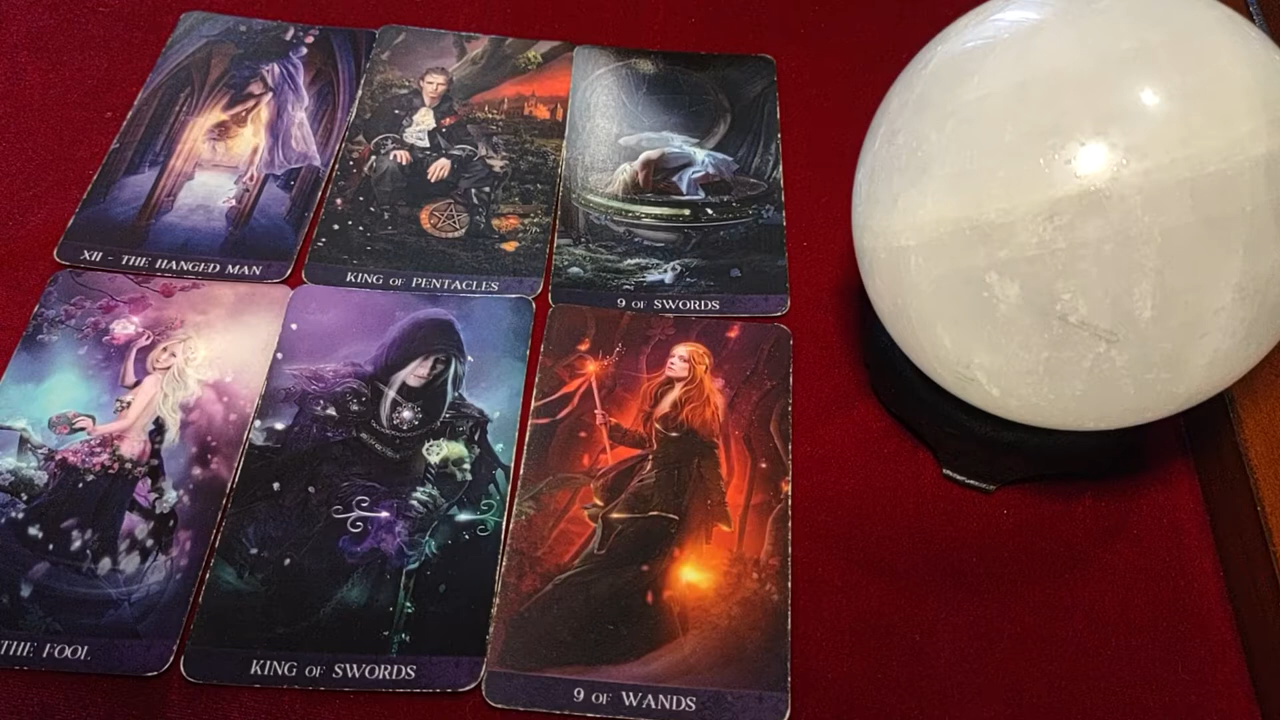 XII - THE HANGED MAN
KING OF PENTACLES
9 OF SWORDS
THE FOOL
KING OF SWORDS
9 OF WANDS